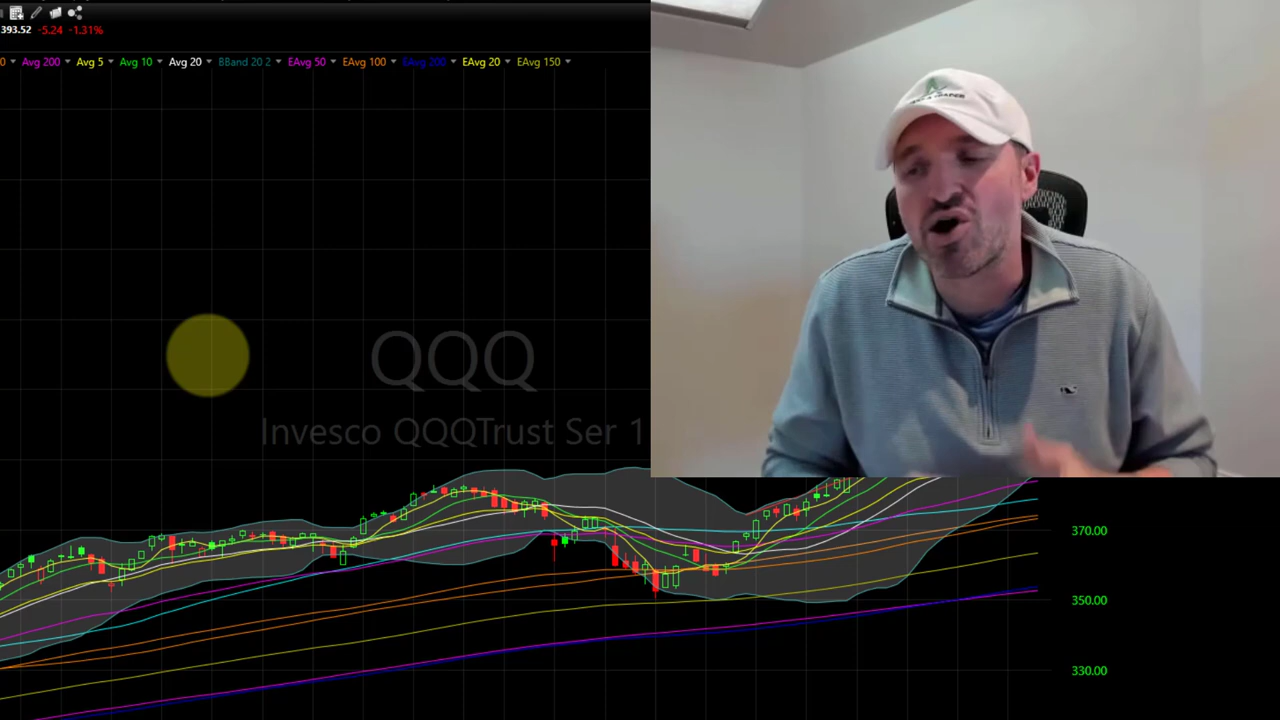 393.52 -5.24 -1.31%
0 Avg 200 Avg 5 Avg 10 Avg 20 BBand 20 2 EAvg 50 EAvg 100 EAvg 200 EAvg 20 EAvg 150
QQQ
Invesco QQQTrust Ser 1
370.00
350.00
330.00